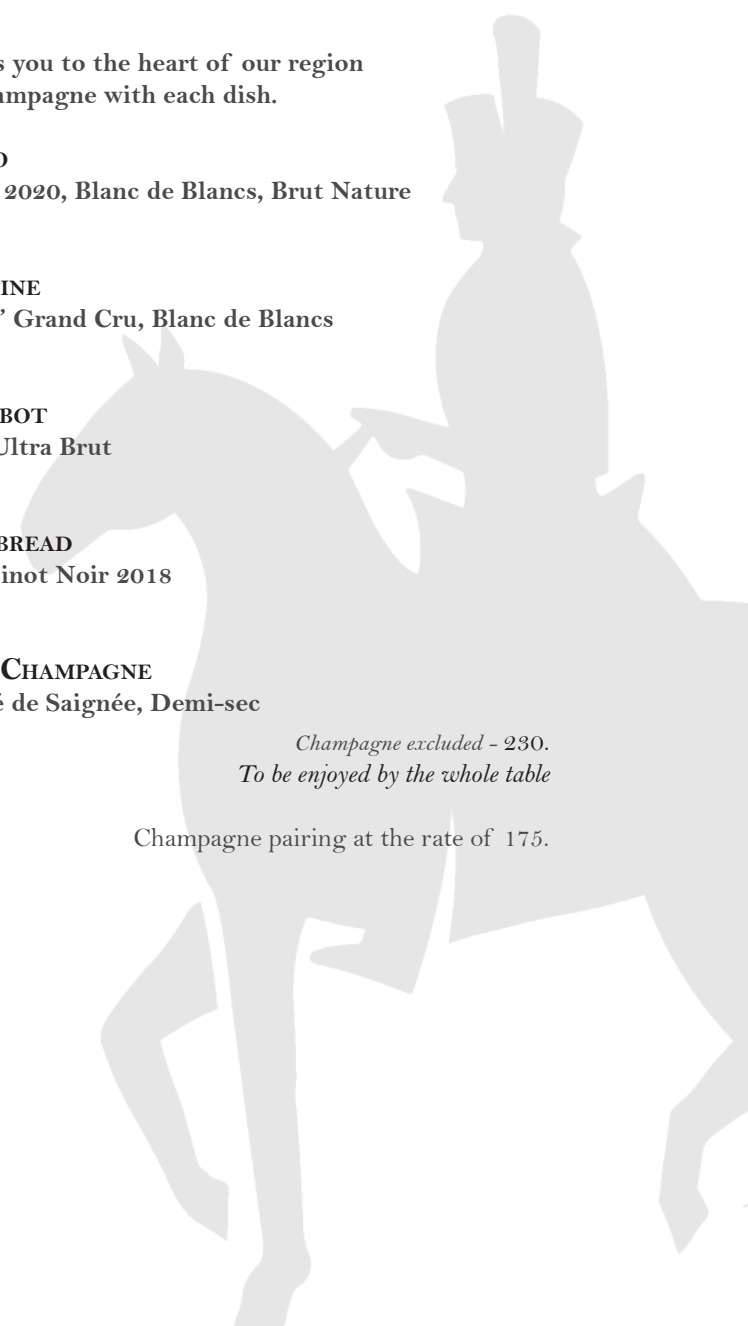 s you to the heart of our region
ampagne with each dish.
2020, Blanc de Blancs, Brut Nature
INE
’ Grand Cru, Blanc de Blancs
BOT
Ultra Brut
BREAD
inot Noir 2018
CHAMPAGNE
é de Saignée, Demi-sec
Champagne excluded - 230.
To be enjoyed by the whole table
Champagne pairing at the rate of 175.